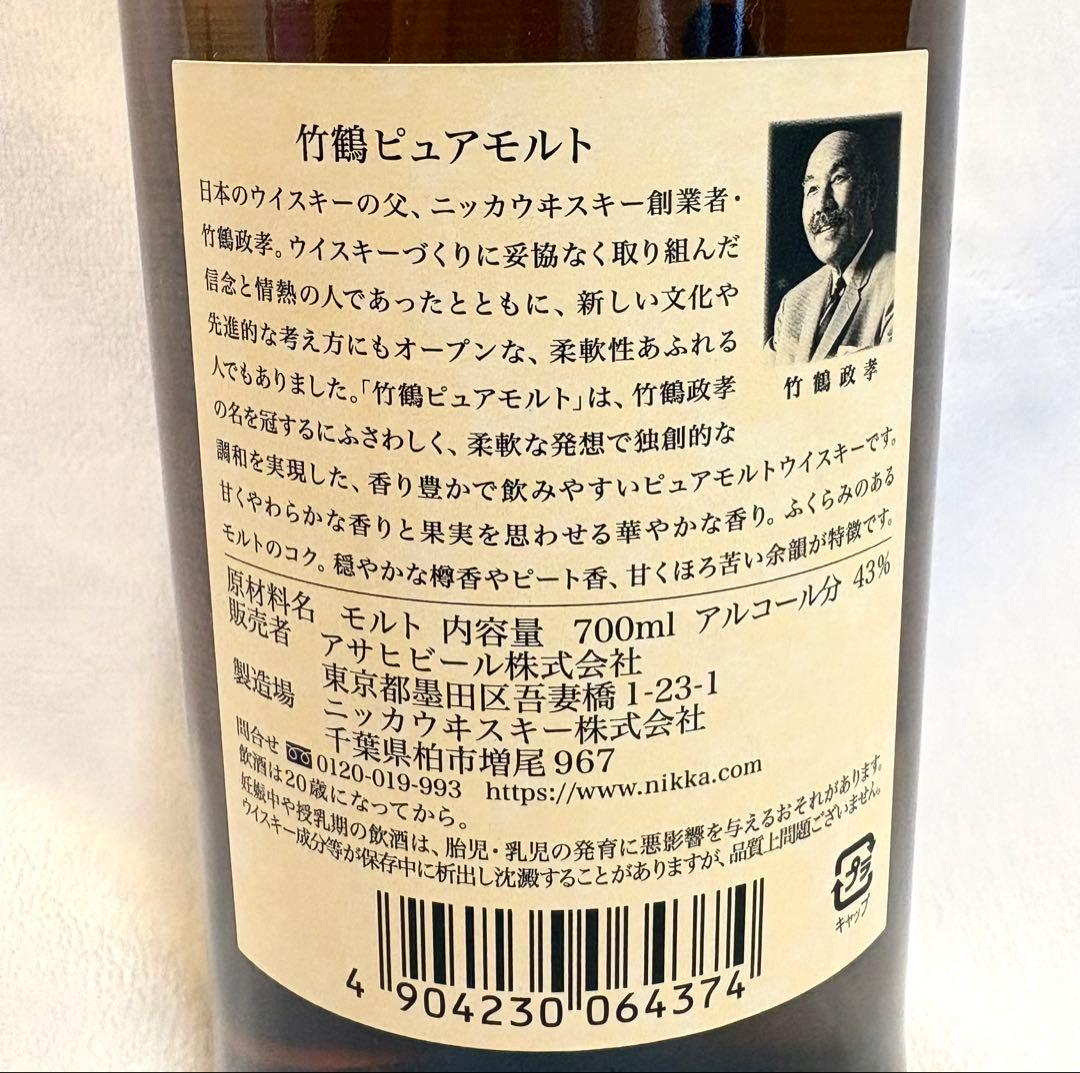 竹鶴ピュアモルト
日本のウイスキーの父、ニッカウヰスキー創業者・
竹鶴政孝。ウイスキーづくりに妥協なく取り組んだ
信念と情熱の人であったとともに、新しい文化や
先進的な考え方にもオープンな、柔軟性あふれる
人でもありました。「竹鶴ピュアモルト」は、竹鶴政孝
の名を冠するにふさわしく、柔軟な発想で独創的な
調和を実現した、香り豊かで飲みやすいピュアモルトウイスキーです。
甘くやわらかな香りと果実を思わせる華やかな香り。ふくらみのある
モルトのコク。穏やかな樽香やピート香、甘くほろ苦い余韻が特徴です。
竹鶴政孝
原材料名 モルト 内容量 700ml アルコール分 43%
販売者 アサヒビール株式会社
東京都墨田区吾妻橋1-23-1
製造場 ニッカウヰスキー株式会社
千葉県柏市増尾967
問合せ 0120-019-993 https://www.nikka.com
飲酒は20歳になってから。
妊娠中や授乳期の飲酒は、胎児・乳児の発育に悪影響を与えるおそれがあります。
ウイスキー成分等が保存中に析出し沈澱することがありますが、品質上問題ございません。
プラ
キャップ
4 904230 064374